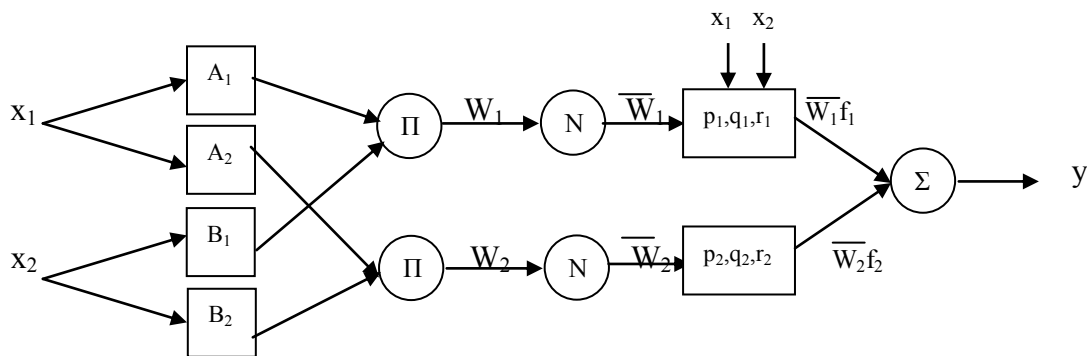 x₁ x₂
A₁
x₁
Π W₁ N W̅₁ p₁,q₁,r₁ W̅₁f₁
A₂
Σ y
B₁
x₂
Π W₂ N W̅₂ p₂,q₂,r₂ W̅₂f₂
B₂